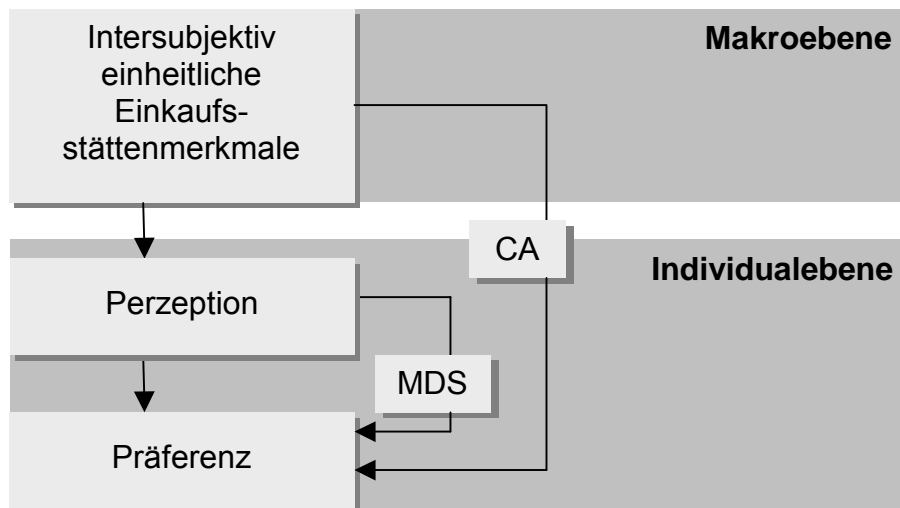 Intersubjektiv
einheitliche
Einkaufs-
stättenmerkmale
Makroebene
CA
Individualebene
Perzeption
MDS
Präferenz